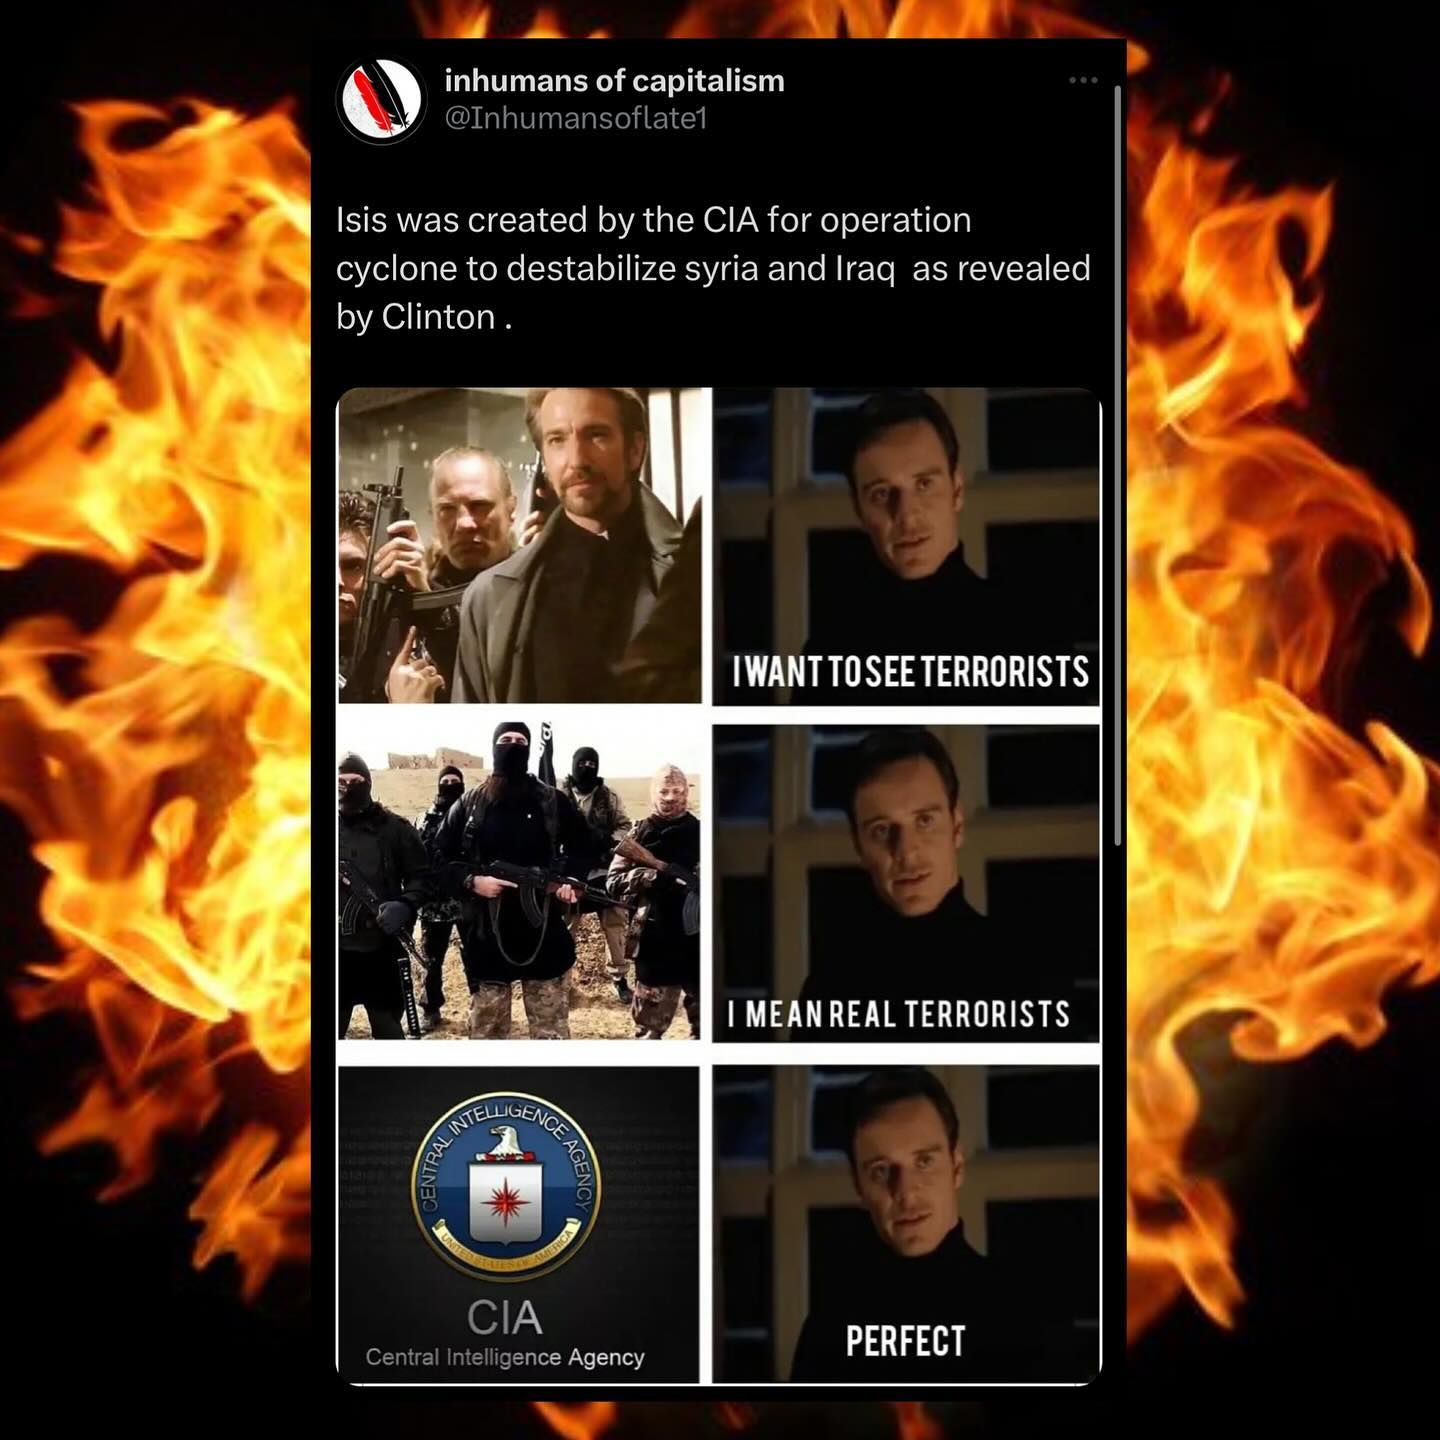 inhumans of capitalism
@Inhumansoflate1
Isis was created by the CIA for operation
cyclone to destabilize syria and Iraq as revealed
by Clinton .
I WANT TO SEE TERRORISTS
I MEAN REAL TERRORISTS
CENTRAL INTELLIGENCE AGENCY
UNITED STATES OF AMERICA
CIA
Central Intelligence Agency
PERFECT